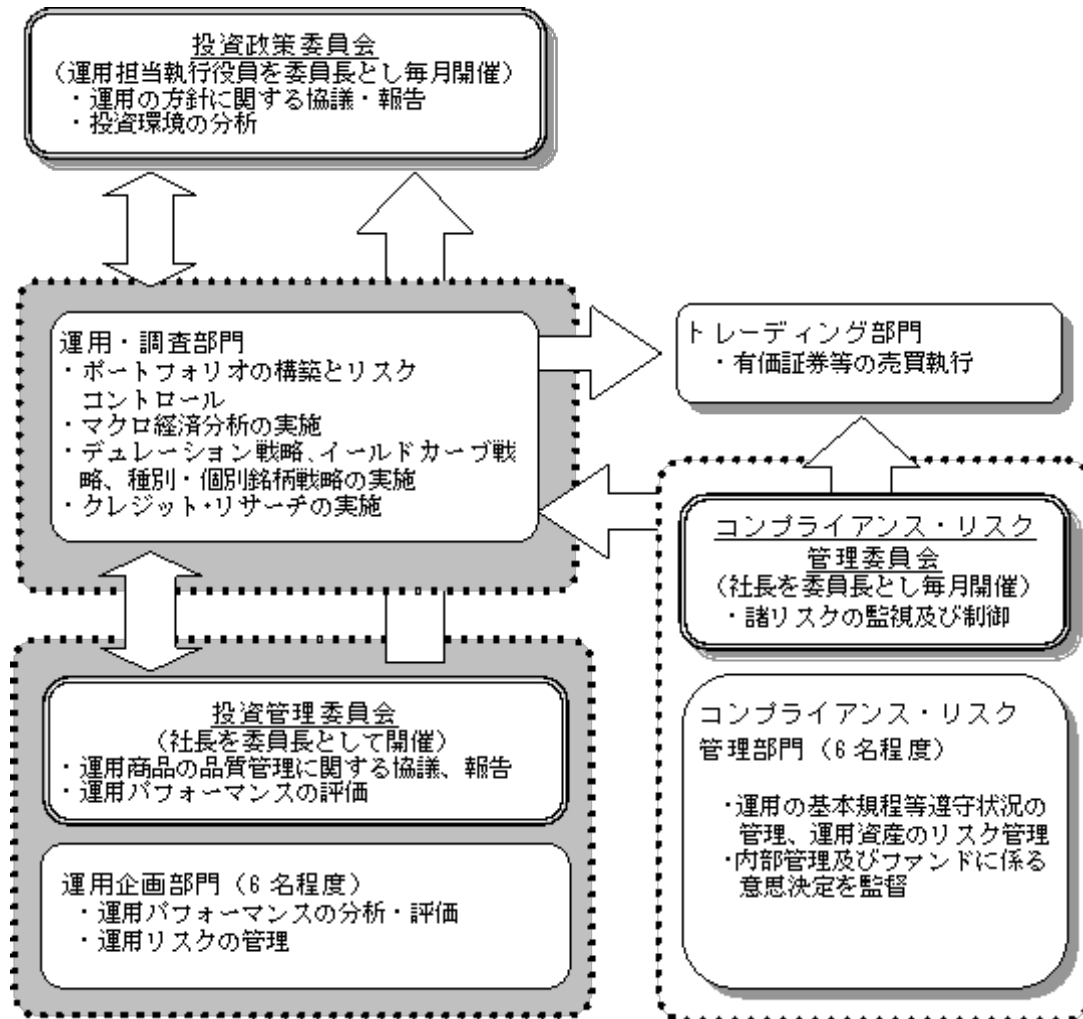 投資政策委員会
(運用担当執行役員を委員長とし毎月開催)
・運用の方針に関する協議・報告
・投資環境の分析
運用・調査部門
・ポートフォリオの構築とリスク
コントロール
・マクロ経済分析の実施
・デュレーション戦略、イールドカーブ戦
略、種別・個別銘柄戦略の実施
・クレジット・リサーチの実施
トレーディング部門
・有価証券等の売買執行
コンプライアンス・リスク
管理委員会
(社長を委員長とし毎月開催)
・諸リスクの監視及び制御
投資管理委員会
(社長を委員長として開催)
・運用商品の品質管理に関する協議、報告
・運用パフォーマンスの評価
運用企画部門(6名程度)
・運用パフォーマンスの分析・評価
・運用リスクの管理
コンプライアンス・リスク
管理部門(6名程度)
・運用の基本規程等遵守状況の
管理、運用資産のリスク管理
・内部管理及びファンドに係る
意思決定を監督